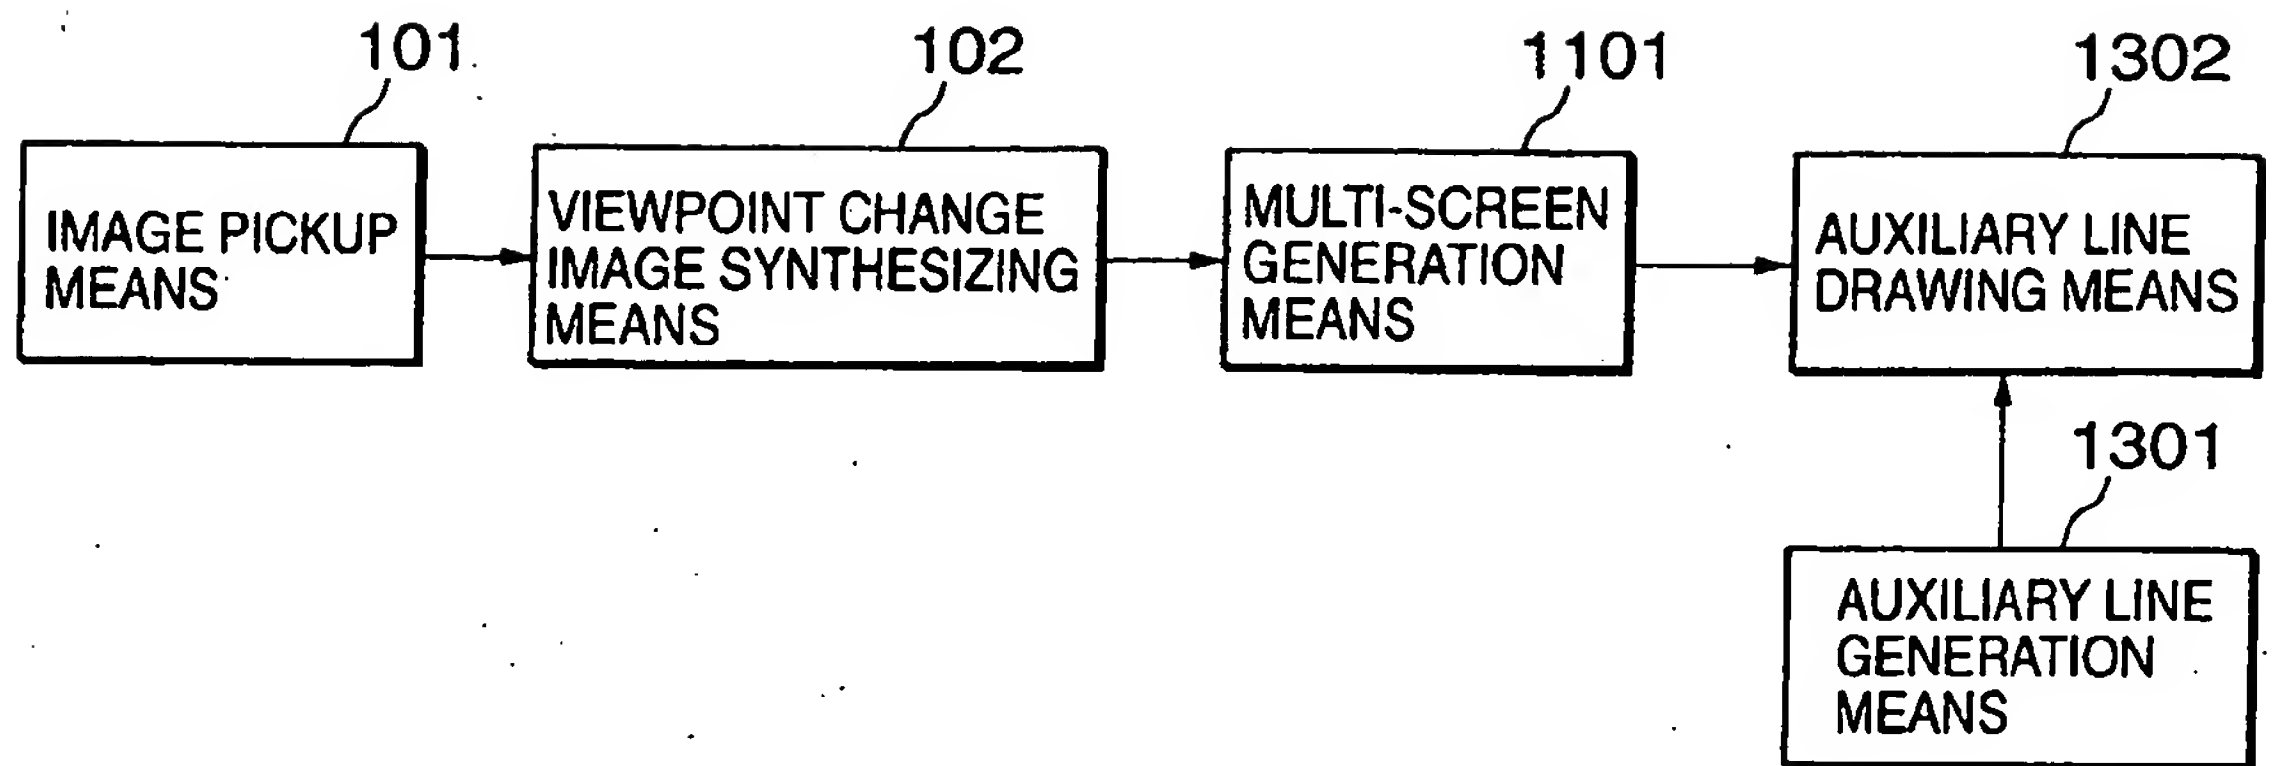 101
102
1101
1302
IMAGE PICKUP
MEANS
VIEWPOINT CHANGE
IMAGE SYNTHESIZING
MEANS
MULTI-SCREEN
GENERATION
MEANS
AUXILIARY LINE
DRAWING MEANS
1301
AUXILIARY LINE
GENERATION
MEANS